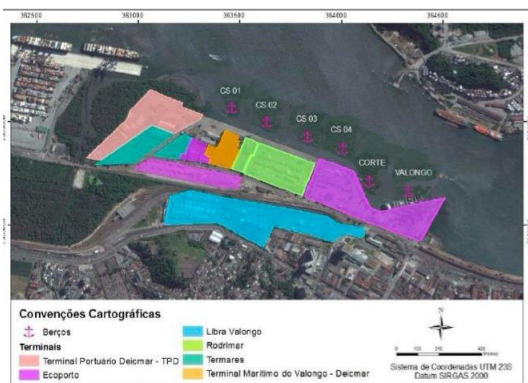 362500 363000 363500 364000 364500
CS 01
CS 02
CS 03
CS 04
CORTE
VALONGO
Convenções Cartográficas
Berços
Terminais
Terminal Portuário Deicmar - TPD
Ecoporto
Libra Valongo
Rodrimar
Termares
Terminal Marítimo do Valongo - Deicmar
N
Sistema de Coordenadas UTM 23S
Datum SIRGAS 2000